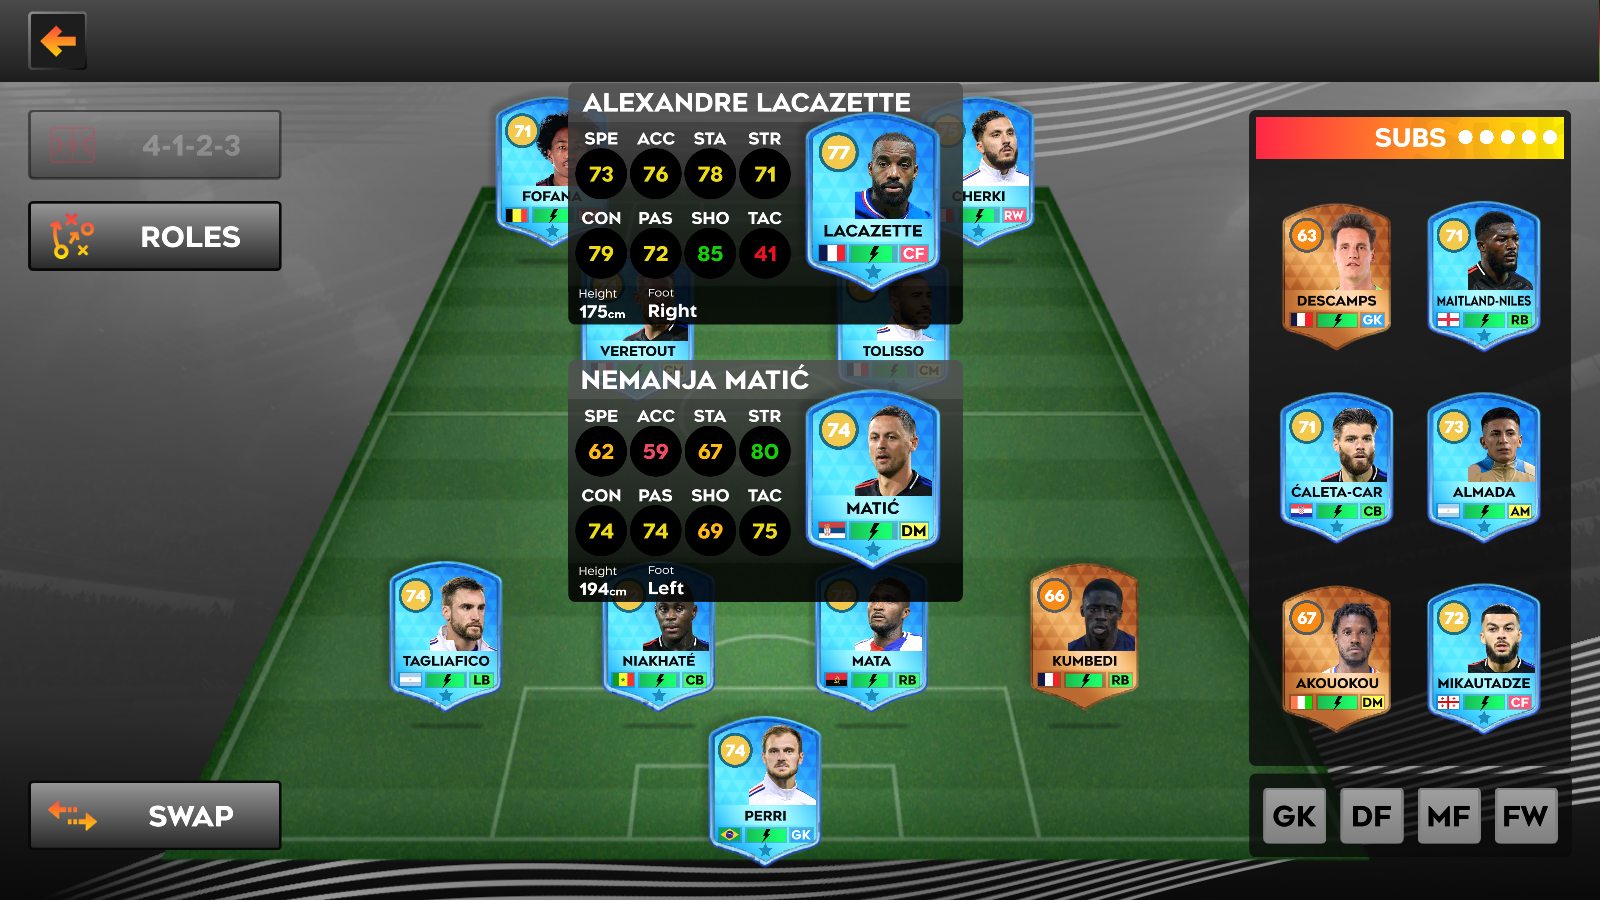 4-1-2-3
ROLES
SWAP
71
FOFANA
75
CHERKI
RW
ALEXANDRE LACAZETTE
SPE ACC STA STR
73 76 78 71
CON PAS SHO TAC
79 72 85 41
Height Foot
175cm Right
77
LACAZETTE
CF
VERETOUT
CM
TOLISSO
CM
NEMANJA MATIĆ
SPE ACC STA STR
62 59 67 80
CON PAS SHO TAC
74 74 69 75
Height Foot
194cm Left
74
MATIĆ
DM
74
TAGLIAFICO
LB
NIAKHATÉ
CB
72
MATA
RB
66
KUMBEDI
RB
74
PERRI
GK
SUBS
63
DESCAMPS
GK
71
MAITLAND-NILES
RB
71
ĆALETA-CAR
CB
73
ALMADA
AM
67
AKOUOKOU
DM
72
MIKAUTADZE
CF
GK DF MF FW